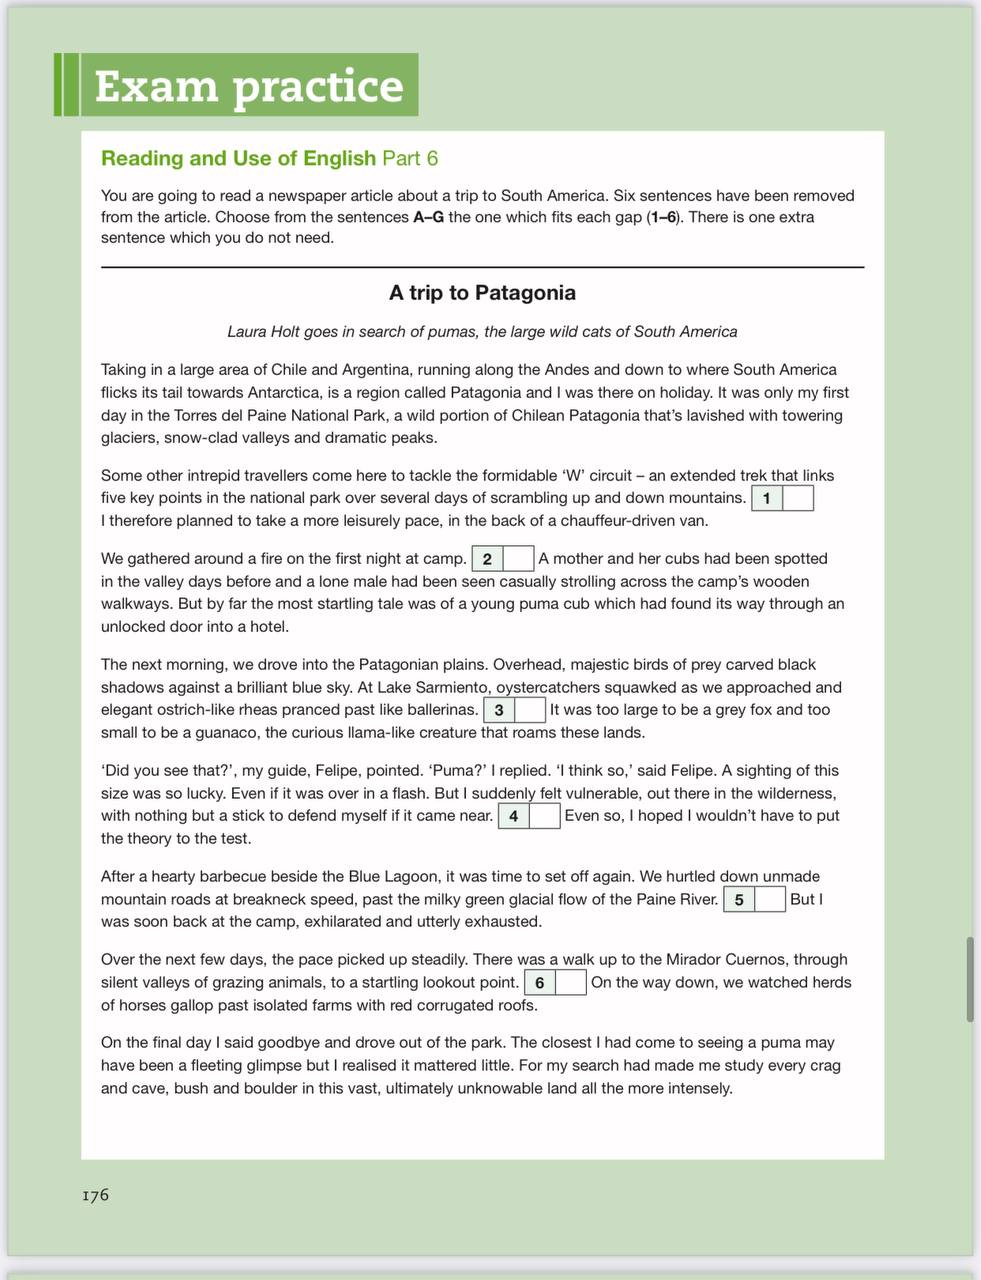 Exam practice
Reading and Use of English Part 6
You are going to read a newspaper article about a trip to South America. Six sentences have been removed
from the article. Choose from the sentences A–G the one which fits each gap (1–6). There is one extra
sentence which you do not need.
A trip to Patagonia
Laura Holt goes in search of pumas, the large wild cats of South America
Taking in a large area of Chile and Argentina, running along the Andes and down to where South America
flicks its tail towards Antarctica, is a region called Patagonia and I was there on holiday. It was only my first
day in the Torres del Paine National Park, a wild portion of Chilean Patagonia that's lavished with towering
glaciers, snow-clad valleys and dramatic peaks.
Some other intrepid travellers come here to tackle the formidable 'W' circuit – an extended trek that links
five key points in the national park over several days of scrambling up and down mountains. 1
I therefore planned to take a more leisurely pace, in the back of a chauffeur-driven van.
We gathered around a fire on the first night at camp. 2 A mother and her cubs had been spotted
in the valley days before and a lone male had been seen casually strolling across the camp's wooden
walkways. But by far the most startling tale was of a young puma cub which had found its way through an
unlocked door into a hotel.
The next morning, we drove into the Patagonian plains. Overhead, majestic birds of prey carved black
shadows against a brilliant blue sky. At Lake Sarmiento, oystercatchers squawked as we approached and
elegant ostrich-like rheas pranced past like ballerinas. 3 It was too large to be a grey fox and too
small to be a guanaco, the curious llama-like creature that roams these lands.
'Did you see that?', my guide, Felipe, pointed. 'Puma?' I replied. 'I think so,' said Felipe. A sighting of this
size was so lucky. Even if it was over in a flash. But I suddenly felt vulnerable, out there in the wilderness,
with nothing but a stick to defend myself if it came near. 4 Even so, I hoped I wouldn't have to put
the theory to the test.
After a hearty barbecue beside the Blue Lagoon, it was time to set off again. We hurtled down unmade
mountain roads at breakneck speed, past the milky green glacial flow of the Paine River. 5 But I
was soon back at the camp, exhilarated and utterly exhausted.
Over the next few days, the pace picked up steadily. There was a walk up to the Mirador Cuernos, through
silent valleys of grazing animals, to a startling lookout point. 6 On the way down, we watched herds
of horses gallop past isolated farms with red corrugated roofs.
On the final day I said goodbye and drove out of the park. The closest I had come to seeing a puma may
have been a fleeting glimpse but I realised it mattered little. For my search had made me study every crag
and cave, bush and boulder in this vast, ultimately unknowable land all the more intensely.
176